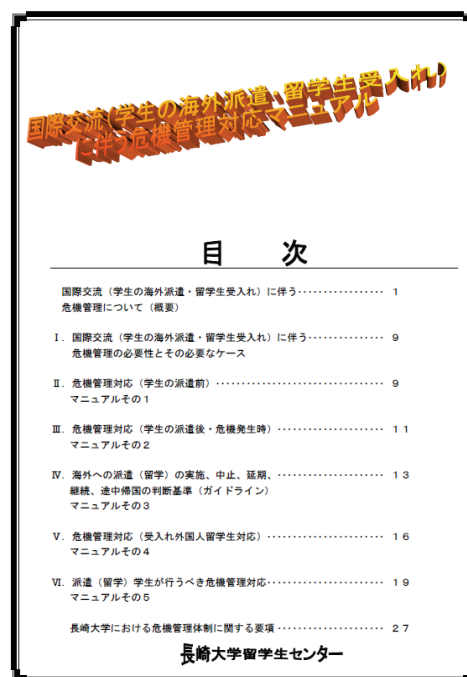 国際交流（学生の海外派遣・留学生受入れ）
に伴う危機管理対応マニュアル
目　　次
国際交流（学生の海外派遣・留学生受入れ）に伴う・・・・・・・・・・・・・・・・ １
危機管理について（概要）
Ⅰ．国際交流（学生の海外派遣・留学生受入れ）に伴う・・・・・・・・・・・・・・ ９
危機管理の必要性とその必要なケース
Ⅱ．危機管理対応（学生の派遣前）・・・・・・・・・・・・・・・・・・・・・・・・・・・・・・・ ９
マニュアルその１
Ⅲ．危機管理対応（学生の派遣後・危機発生時）・・・・・・・・・・・・・・・・・・・・ １１
マニュアルその２
Ⅳ．海外への派遣（留学）の実施、中止、延期、・・・・・・・・・・・・・・・・・・・・ １３
継続、途中帰国の判断基準（ガイドライン）
マニュアルその３
Ⅴ．危機管理対応（受入れ外国人留学生対応）・・・・・・・・・・・・・・・・・・・・・・ １６
マニュアルその４
Ⅵ．派遣（留学）学生が行うべき危機管理対応・・・・・・・・・・・・・・・・・・・・・・ １９
マニュアルその５
長崎大学における危機管理体制に関する要項・・・・・・・・・・・・・・・・・・・・ ２７
長崎大学留学生センター